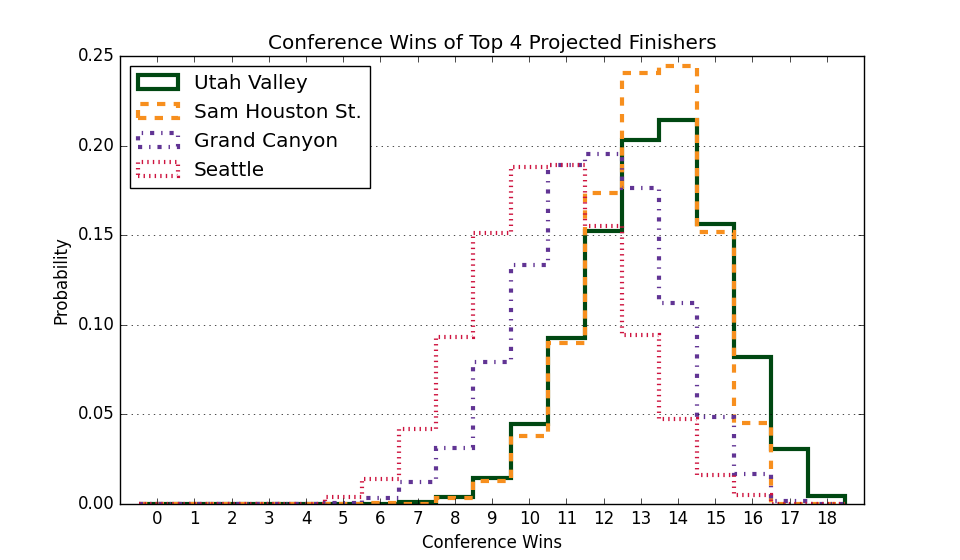 Conference Wins of Top 4 Projected Finishers
0.25
0.20
0.15
0.10
0.05
0.00
Probability
Utah Valley
Sam Houston St.
Grand Canyon
Seattle
0 1 2 3 4 5 6 7 8 9 10 11 12 13 14 15 16 17 18
Conference Wins